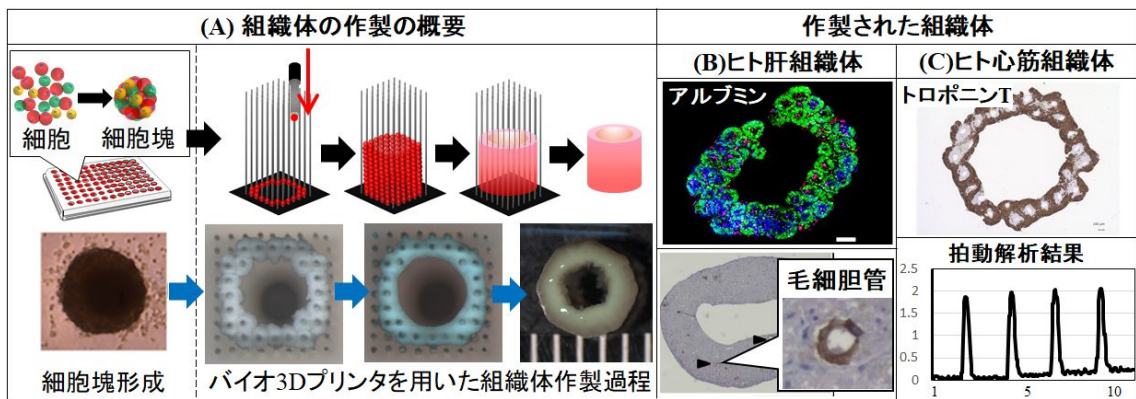 (A) 組織体の作製の概要
作製された組織体
細胞
細胞塊
細胞塊形成
バイオ3Dプリンタを用いた組織体作製過程
(B)ヒト肝組織体
アルブミン
毛細胆管
(C)ヒト心筋組織体
トロポニンT
拍動解析結果
2.5
2
1.5
1
0.5
0
1
5
10